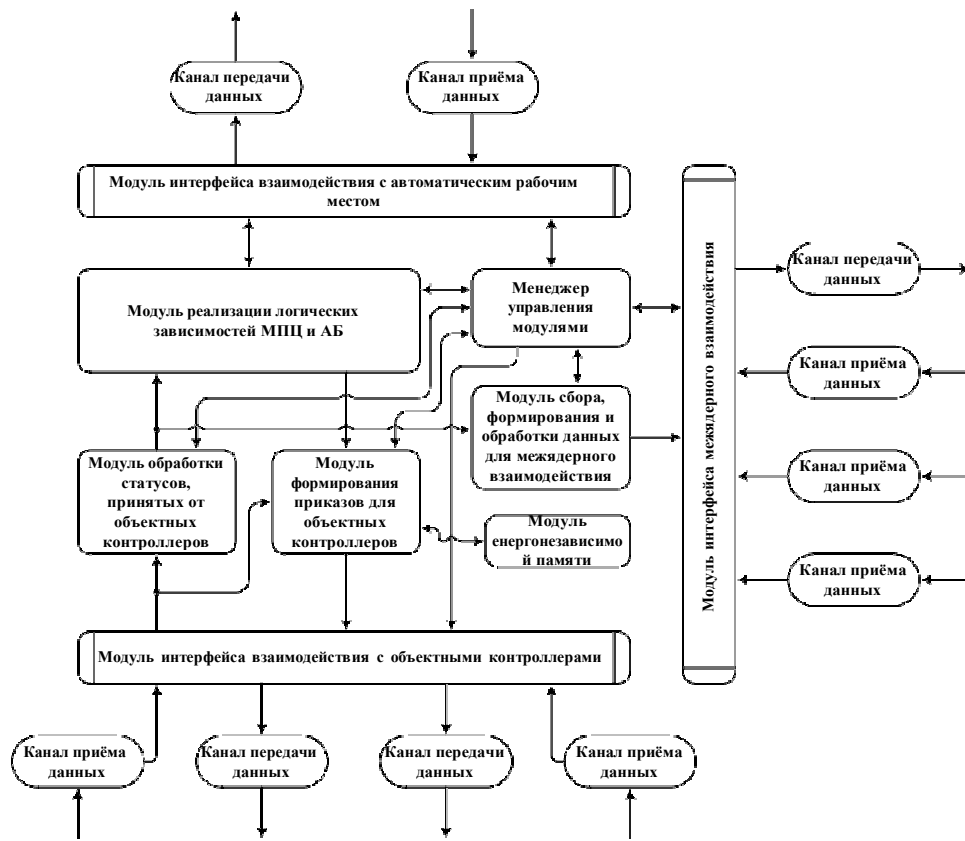 Канал передачи
данных
Канал приёма
данных
Модуль интерфейса взаимодействия с автоматическим рабочим
местом
Модуль реализации логических
зависимостей МПЦ и АБ
Менеджер
управления
модулями
Модуль сбора,
формирования и
обработки данных
для межядерного
взаимодействия
Модуль обработки
статусов,
принятых от
объектных
контроллеров
Модуль
формирования
приказов для
объектных
контроллеров
Модуль
енергонезависимо
й памяти
Модуль интерфейса взаимодействия с объектными контроллерами
Модуль интерфейса межядерного взаимодействия
Канал передачи
данных
Канал приёма
данных
Канал приёма
данных
Канал приёма
данных
Канал приёма
данных
Канал передачи
данных
Канал передачи
данных
Канал приёма
данных